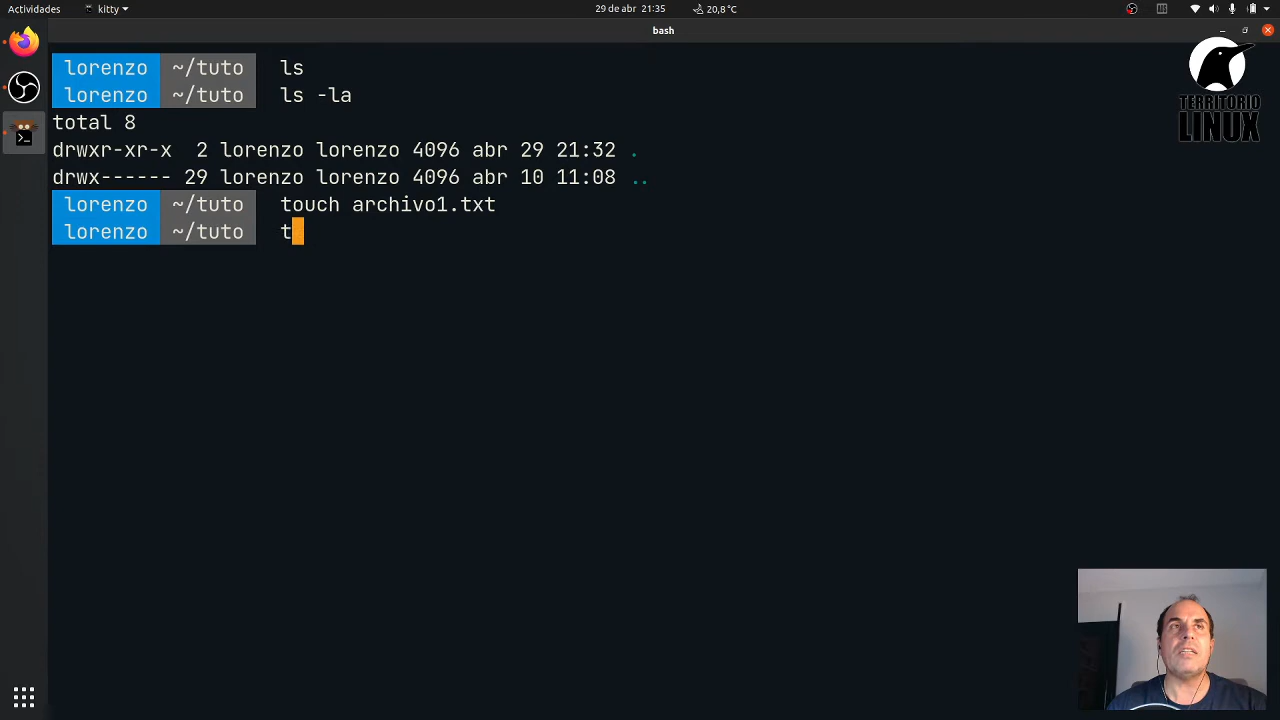 Actividades kitty 29 de abr 21:35 20,8 °C
bash
lorenzo ~/tuto ls
lorenzo ~/tuto ls -la
total 8
drwxr-xr-x 2 lorenzo lorenzo 4096 abr 29 21:32 .
drwx------ 29 lorenzo lorenzo 4096 abr 10 11:08 ..
lorenzo ~/tuto touch archivo1.txt
lorenzo ~/tuto t
TERRITORIO
LINUX